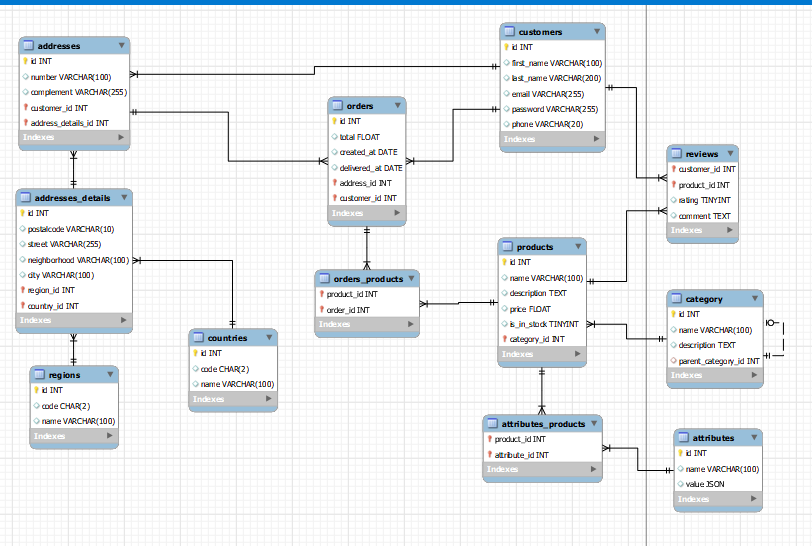 addresses
id INT
number VARCHAR(100)
complement VARCHAR(255)
customer_id INT
address_details_id INT
Indexes
addresses_details
id INT
postalcode VARCHAR(10)
street VARCHAR(255)
neighborhood VARCHAR(100)
city VARCHAR(100)
region_id INT
country_id INT
Indexes
regions
id INT
code CHAR(2)
name VARCHAR(100)
Indexes
countries
id INT
code CHAR(2)
name VARCHAR(100)
Indexes
orders
id INT
total FLOAT
created_at DATE
delivered_at DATE
address_id INT
customer_id INT
Indexes
orders_products
product_id INT
order_id INT
Indexes
customers
id INT
first_name VARCHAR(100)
last_name VARCHAR(200)
email VARCHAR(255)
password VARCHAR(255)
phone VARCHAR(20)
Indexes
products
id INT
name VARCHAR(100)
description TEXT
price FLOAT
is_in_stock TINYINT
category_id INT
Indexes
attributes_products
product_id INT
attribute_id INT
Indexes
reviews
customer_id INT
product_id INT
rating TINYINT
comment TEXT
Indexes
category
id INT
name VARCHAR(100)
description TEXT
parent_category_id INT
Indexes
attributes
id INT
name VARCHAR(100)
value JSON
Indexes